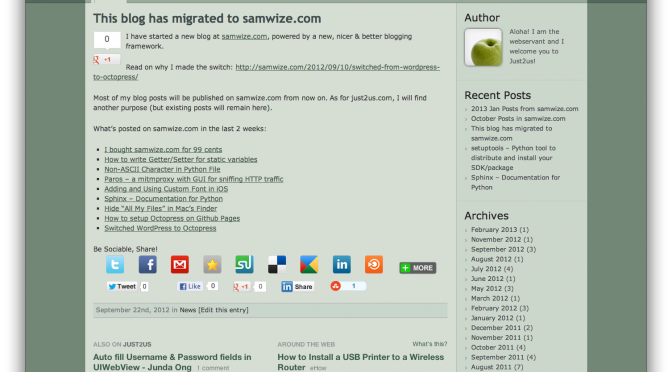 This blog has migrated to samwize.com
0
+1
I have started a new blog at samwize.com, powered by a new, nicer & better blogging
framework.
Read on why I made the switch: http://samwize.com/2012/09/10/switched-from-wordpress-
to-octopress/
Most of my blog posts will be published on samwize.com from now on. As for just2us.com, I will find
another purpose (but existing posts will remain here).
What's posted on samwize.com in the last 2 weeks:
I bought samwize.com for 99 cents
How to write Getter/Setter for static variables
Non-ASCII Character in Python File
Paros – a mitmproxy with GUI for sniffing HTTP traffic
Adding and Using Custom Font in iOS
Sphinx – Documentation for Python
Hide "All My Files" in Mac's Finder
How to setup Octopress on Github Pages
Switched WordPress to Octopress
Be Sociable, Share!
MORE
Tweet 0
Like 0
+1 0
Share
1
September 22nd, 2012 in News [Edit this entry]
ALSO ON JUST2US
Auto fill Username & Password fields in
UIWebView - Junda Ong 1 comment
AROUND THE WEB
What's this?
How to Install a USB Printer to a Wireless
Router eHow
Author
Aloha! I am the
webservant and I
welcome you to
Just2us!
Recent Posts
2013 Jan Posts from samwize.com
October Posts in samwize.com
This blog has migrated to
samwize.com
setuptools – Python tool to
distribute and install your
SDK/package
Sphinx – Documentation for
Python
Archives
February 2013 (1)
November 2012 (1)
September 2012 (3)
August 2012 (1)
July 2012 (4)
June 2012 (1)
May 2012 (3)
March 2012 (1)
February 2012 (3)
January 2012 (1)
December 2011 (2)
November 2011 (1)
October 2011 (4)
September 2011 (4)
August 2011 (7)